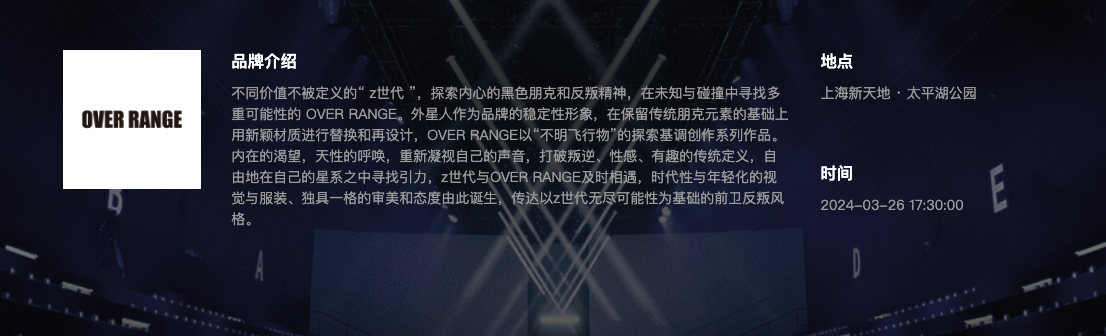 OVER RANGE
品牌介绍
不同价值不被定义的“ z世代 ”，探索内心的黑色朋克和反叛精神，在未知与碰撞中寻找多
重可能性的 OVER RANGE。外星人作为品牌的稳定性形象，在保留传统朋克元素的基础上
用新颖材质进行替换和再设计，OVER RANGE以“不明飞行物”的探索基调创作系列作品。
内在的渴望，天性的呼唤，重新凝视自己的声音，打破叛逆、性感、有趣的传统定义，自
由地在自己的星系之中寻找引力，z世代与OVER RANGE及时相遇，时代性与年轻化的视
觉与服装、独具一格的审美和态度由此诞生，传达以z世代无尽可能性为基础的前卫反叛风
格。
地点
上海新天地 · 太平湖公园
时间
2024-03-26 17:30:00
B
A
D
E